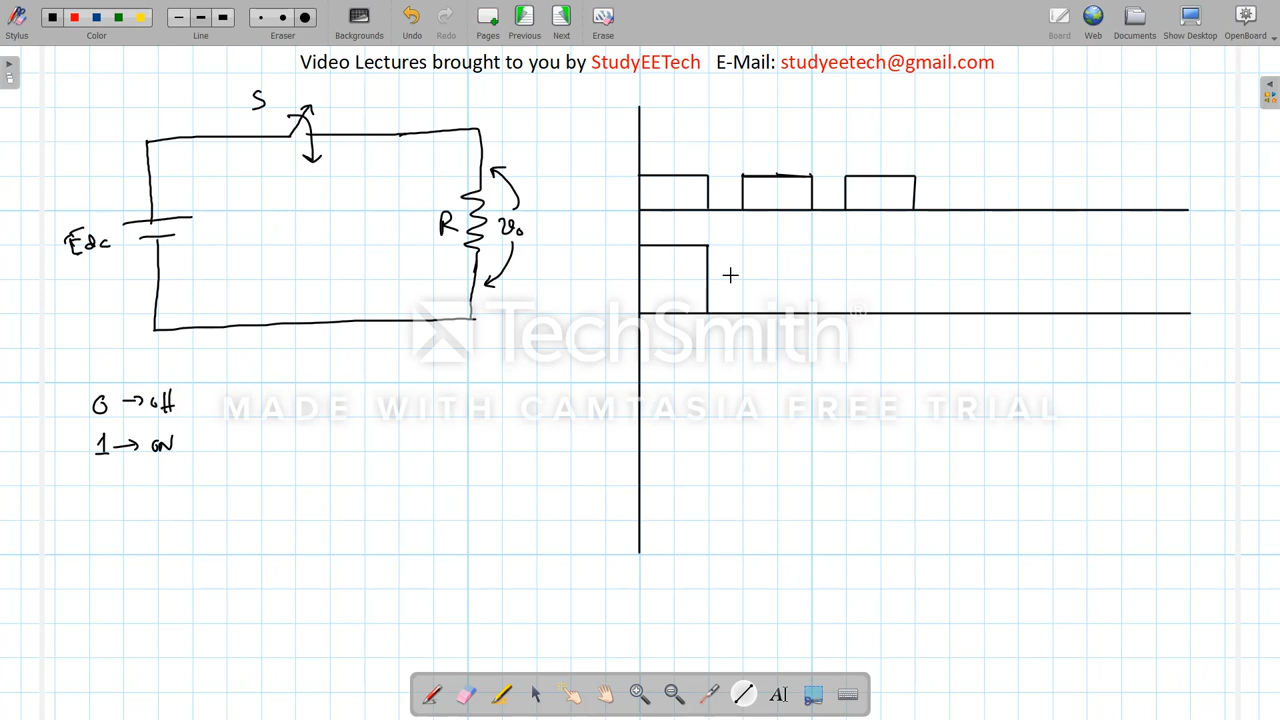 Stylus
Color
Line
Eraser
Backgrounds
Undo
Redo
Pages
Previous
Next
Erase
Board
Web
Documents
Show Desktop
OpenBoard
Video Lectures brought to you by StudyEETech E-Mail: studyeetech@gmail.com
S
Edc
R
v₀
TechSmith®
MADE WITH CAMTASIA FREE TRIAL
0 → off
1 → ON
AI